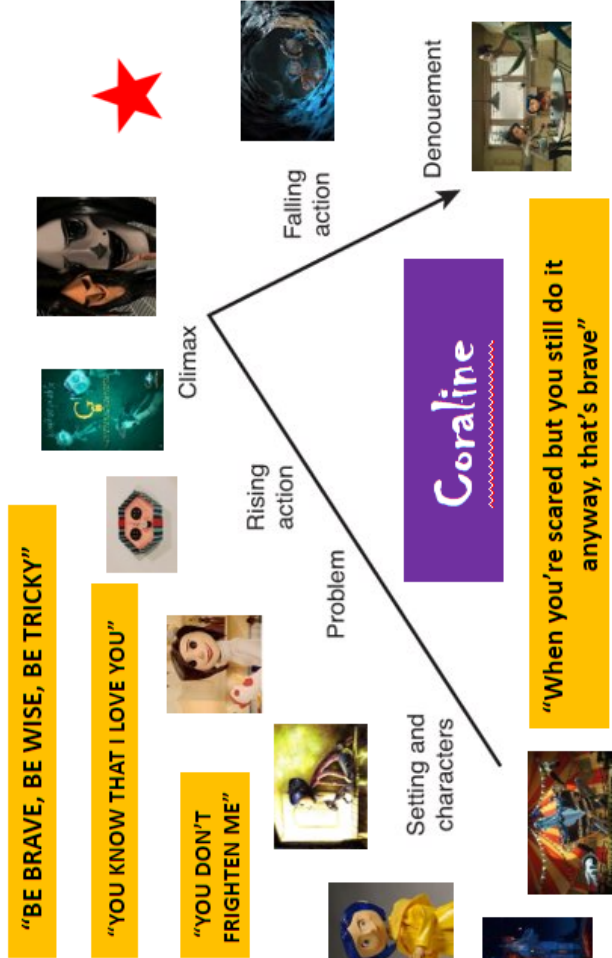 “BE BRAVE, BE WISE, BE TRICKY”
“YOU KNOW THAT I LOVE YOU”
“YOU DON’T
FRIGHTEN ME”
Climax
Rising
action
Falling
action
Problem
Setting and
characters
Denouement
Coraline
“When you’re scared but you still do it
anyway, that’s brave”